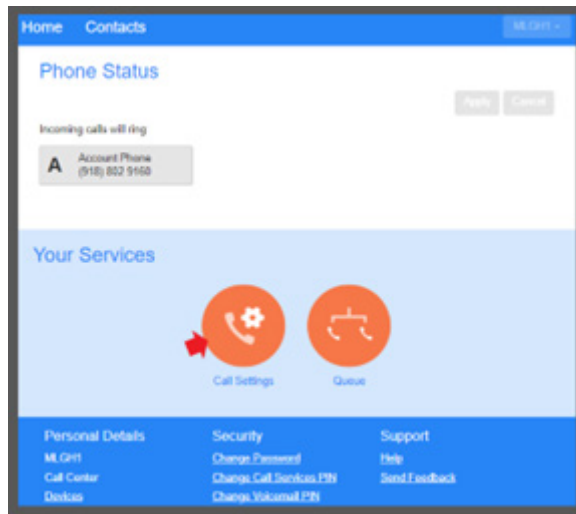 Home Contacts MLGH1
Phone Status
Apply Cancel
Incoming calls will ring
A Account Phone
(918) 802 9160
Your Services
Call Settings Queue
Personal Details Security Support
MLGH1 Change Password Help
Call Center Change Call Services PIN Send Feedback
Devices Change Voicemail PIN